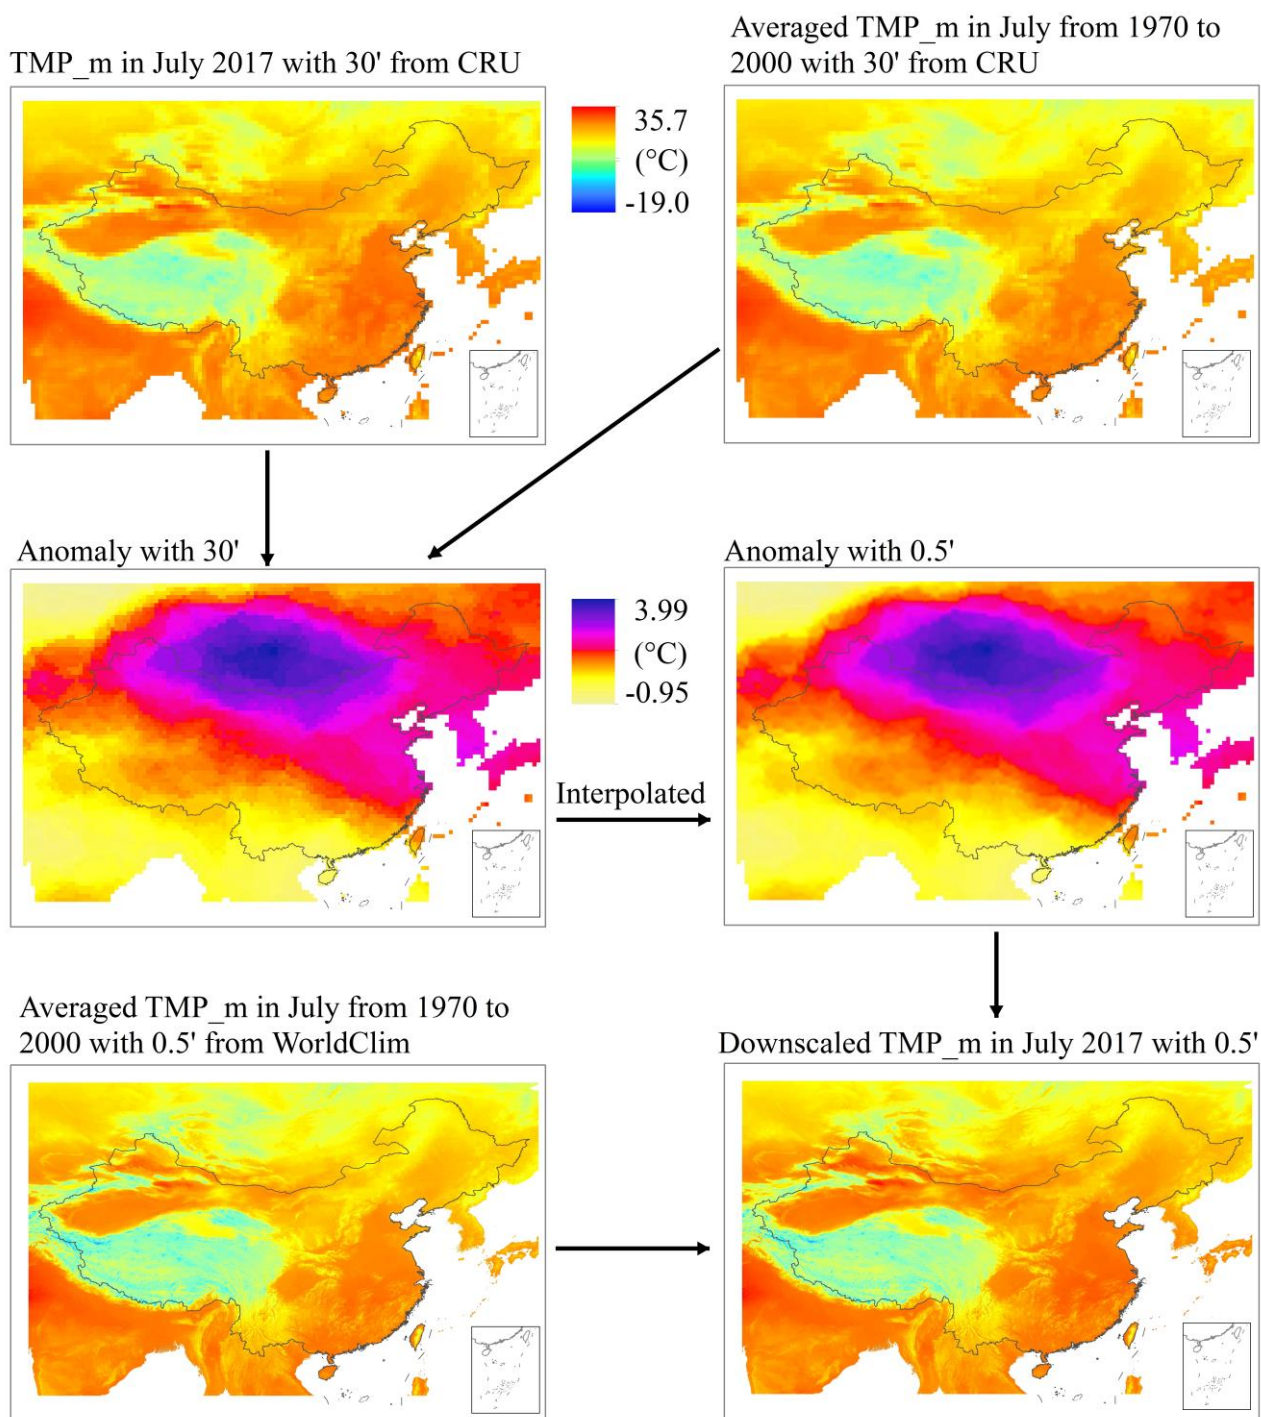 TMP_m in July 2017 with 30' from CRU
Averaged TMP_m in July from 1970 to
2000 with 30' from CRU
35.7
(°C)
-19.0
Anomaly with 30'
Anomaly with 0.5'
3.99
(°C)
-0.95
Interpolated
Averaged TMP_m in July from 1970 to
2000 with 0.5' from WorldClim
Downscaled TMP_m in July 2017 with 0.5'